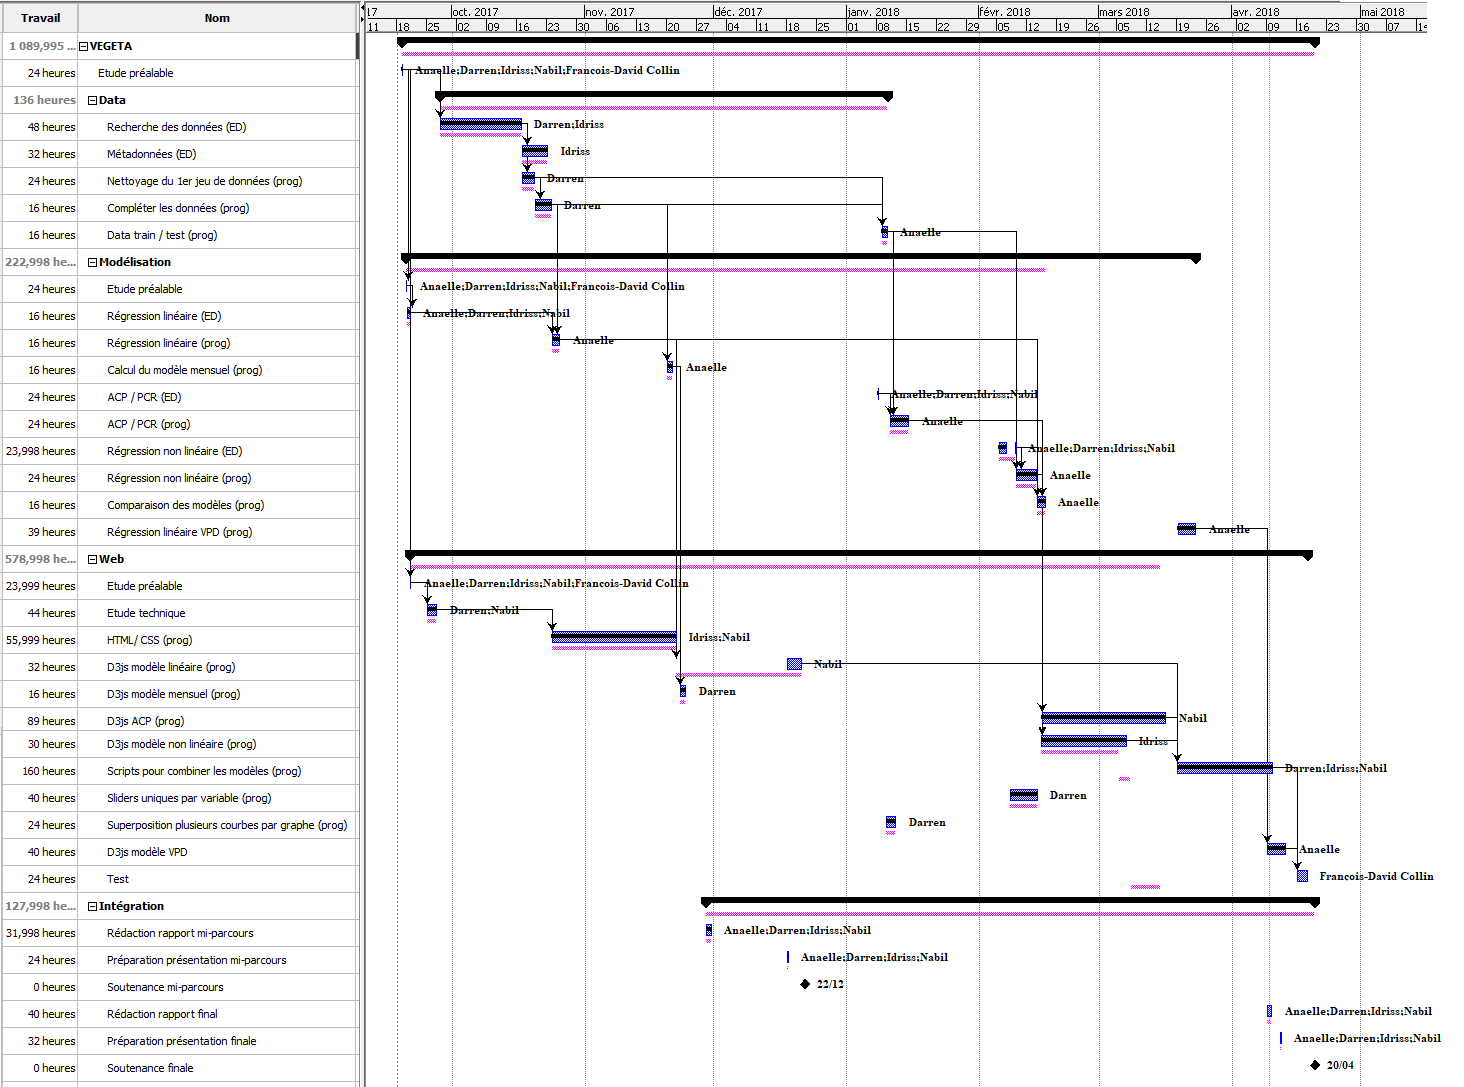 Travail Nom 17 oct. 2017 nov. 2017 déc. 2017 janv. 2018 févr. 2018 mars 2018 avr. 2018 mai 2018
11 18 25 02 09 16 23 30 06 13 20 27 04 11 18 25 01 08 15 22 29 05 12 19 26 05 12 19 26 02 09 16 23 30 07 14
1 089,995 ... VEGETA
24 heures Etude préalable Anaelle;Darren;Idriss;Nabil;Francois-David Collin
136 heures Data
48 heures Recherche des données (ED) Darren;Idriss
32 heures Métadonnées (ED) Idriss
24 heures Nettoyage du 1er jeu de données (prog) Darren
16 heures Compléter les données (prog) Darren
16 heures Data train / test (prog) Anaelle
222,998 he... Modélisation
24 heures Etude préalable Anaelle;Darren;Idriss;Nabil;Francois-David Collin
16 heures Régression linéaire (ED) Anaelle;Darren;Idriss;Nabil
16 heures Régression linéaire (prog) Anaelle
16 heures Calcul du modèle mensuel (prog) Anaelle
24 heures ACP / PCR (ED) Anaelle;Darren;Idriss;Nabil
24 heures ACP / PCR (prog) Anaelle
23,998 heures Régression non linéaire (ED) Anaelle;Darren;Idriss;Nabil
24 heures Régression non linéaire (prog) Anaelle
16 heures Comparaison des modèles (prog) Anaelle
39 heures Régression linéaire VPD (prog) Anaelle
578,998 he... Web
23,999 heures Etude préalable Anaelle;Darren;Idriss;Nabil;Francois-David Collin
44 heures Etude technique Darren;Nabil
55,999 heures HTML/ CSS (prog) Idriss;Nabil
32 heures D3js modèle linéaire (prog) Nabil
16 heures D3js modèle mensuel (prog) Darren
89 heures D3js ACP (prog) Nabil
30 heures D3js modèle non linéaire (prog) Idriss
160 heures Scripts pour combiner les modèles (prog) Darren;Idriss;Nabil
40 heures Sliders uniques par variable (prog) Darren
24 heures Superposition plusieurs courbes par graphe (prog) Darren
40 heures D3js modèle VPD Anaelle
24 heures Test Francois-David Collin
127,998 he... Intégration
31,998 heures Rédaction rapport mi-parcours Anaelle;Darren;Idriss;Nabil
24 heures Préparation présentation mi-parcours Anaelle;Darren;Idriss;Nabil
0 heures Soutenance mi-parcours 22/12
40 heures Rédaction rapport final Anaelle;Darren;Idriss;Nabil
32 heures Préparation présentation finale Anaelle;Darren;Idriss;Nabil
0 heures Soutenance finale 20/04